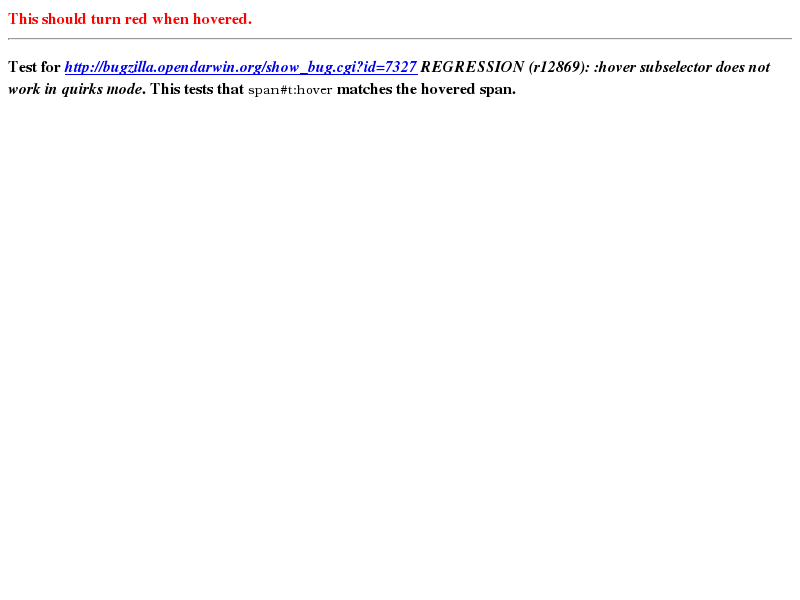 This should turn red when hovered.
Test for http://bugzilla.opendarwin.org/show_bug.cgi?id=7327 REGRESSION (r12869): :hover subselector does not
work in quirks mode. This tests that span#t:hover matches the hovered span.